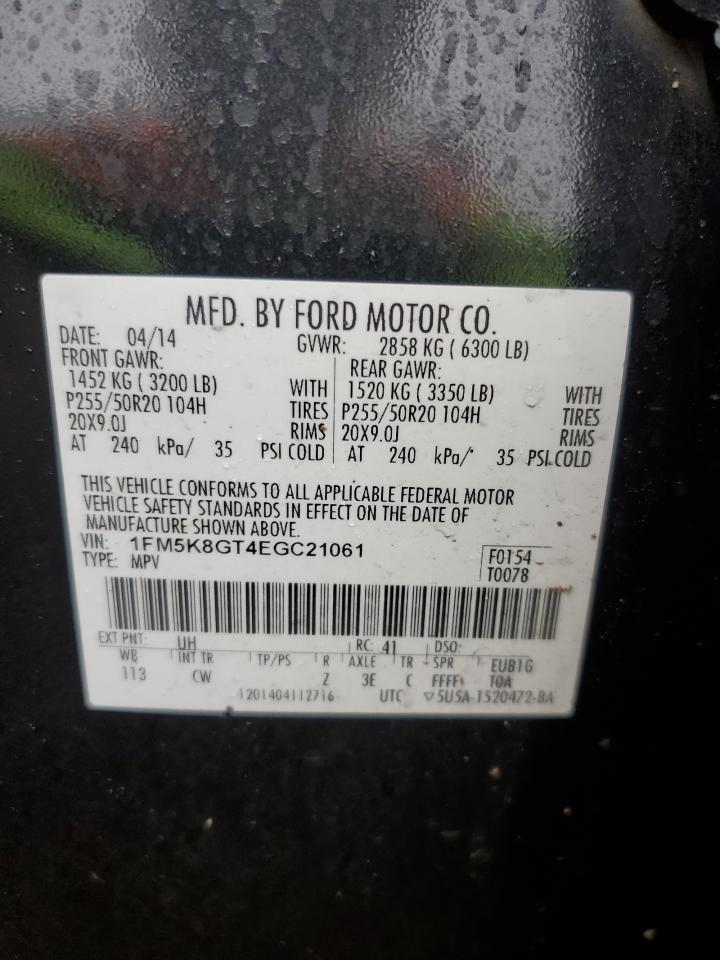 MFD. BY FORD MOTOR CO.
DATE: 04/14 GVWR: 2858 KG ( 6300 LB)
FRONT GAWR: REAR GAWR:
1452 KG ( 3200 LB) WITH 1520 KG ( 3350 LB) WITH
P255/50R20 104H TIRES P255/50R20 104H TIRES
20X9.0J RIMS 20X9.0J RIMS
AT 240 kPa/ 35 PSI COLD AT 240 kPa/ 35 PSI COLD
THIS VEHICLE CONFORMS TO ALL APPLICABLE FEDERAL MOTOR
VEHICLE SAFETY STANDARDS IN EFFECT ON THE DATE OF
MANUFACTURE SHOWN ABOVE.
VIN: 1FM5K8GT4EGC21061 F0154
TYPE: MPV T0078
EXT PNT: UH RC: 41 DSO:
WB INT TR TP/PS R AXLE TR SPR EUB1G
113 CW Z 3E C FFFF T0A
1201404112716 UTC ▽5U5A-1520472-BA